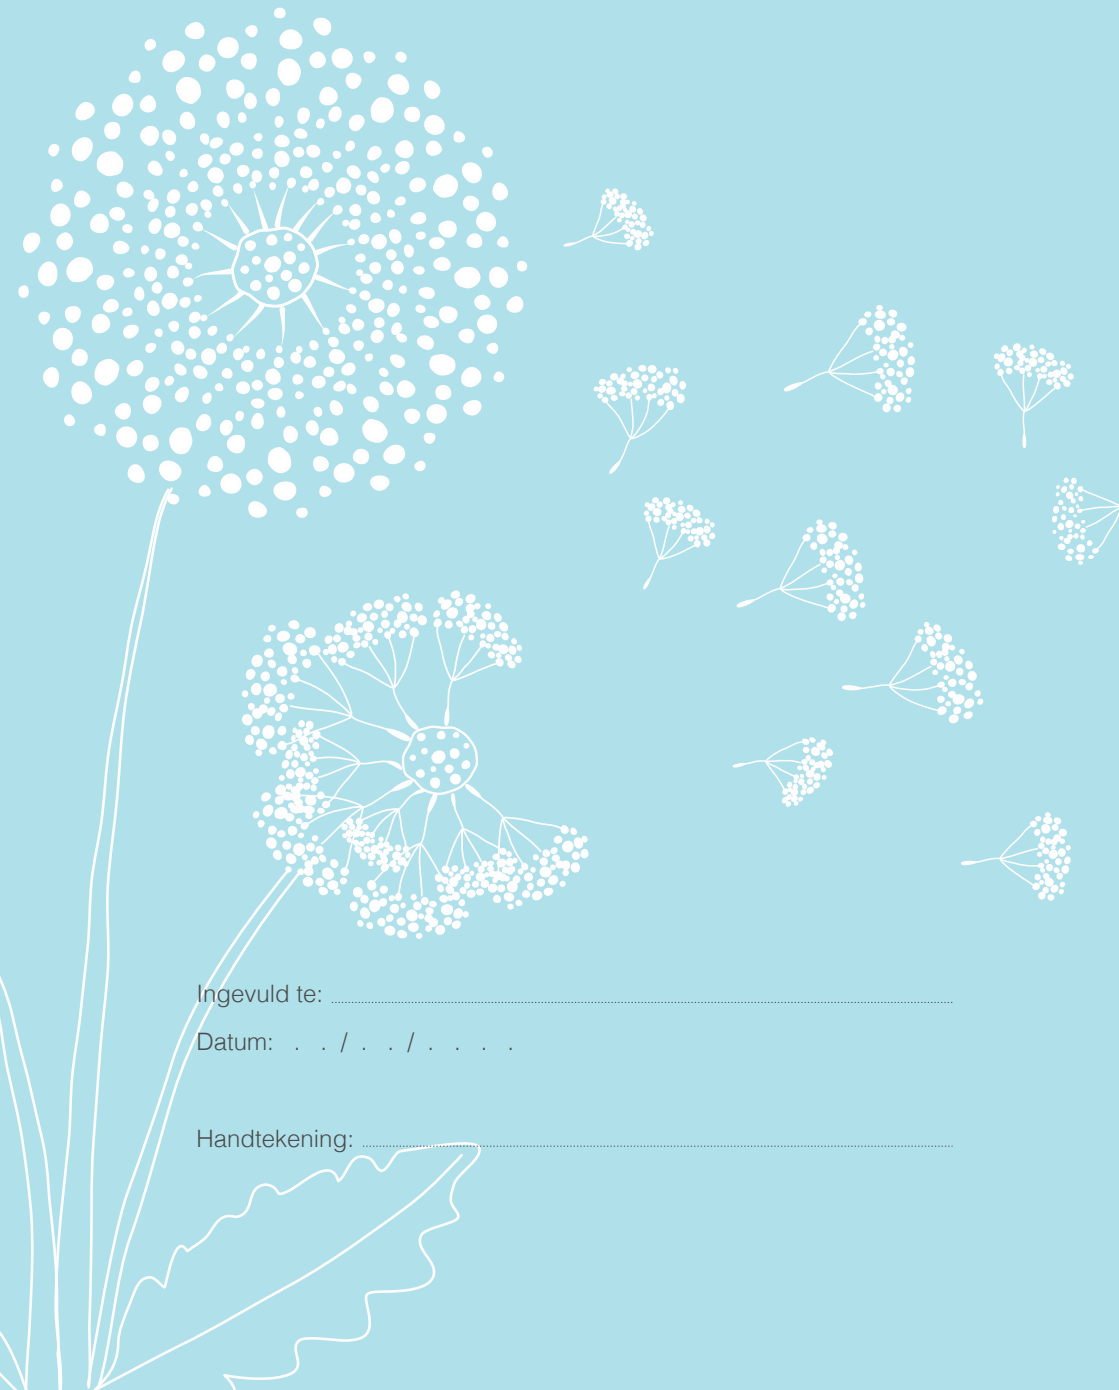 Ingevuld te: ..............................
Datum: . . / . . / . . . .
Handtekening: ..............................